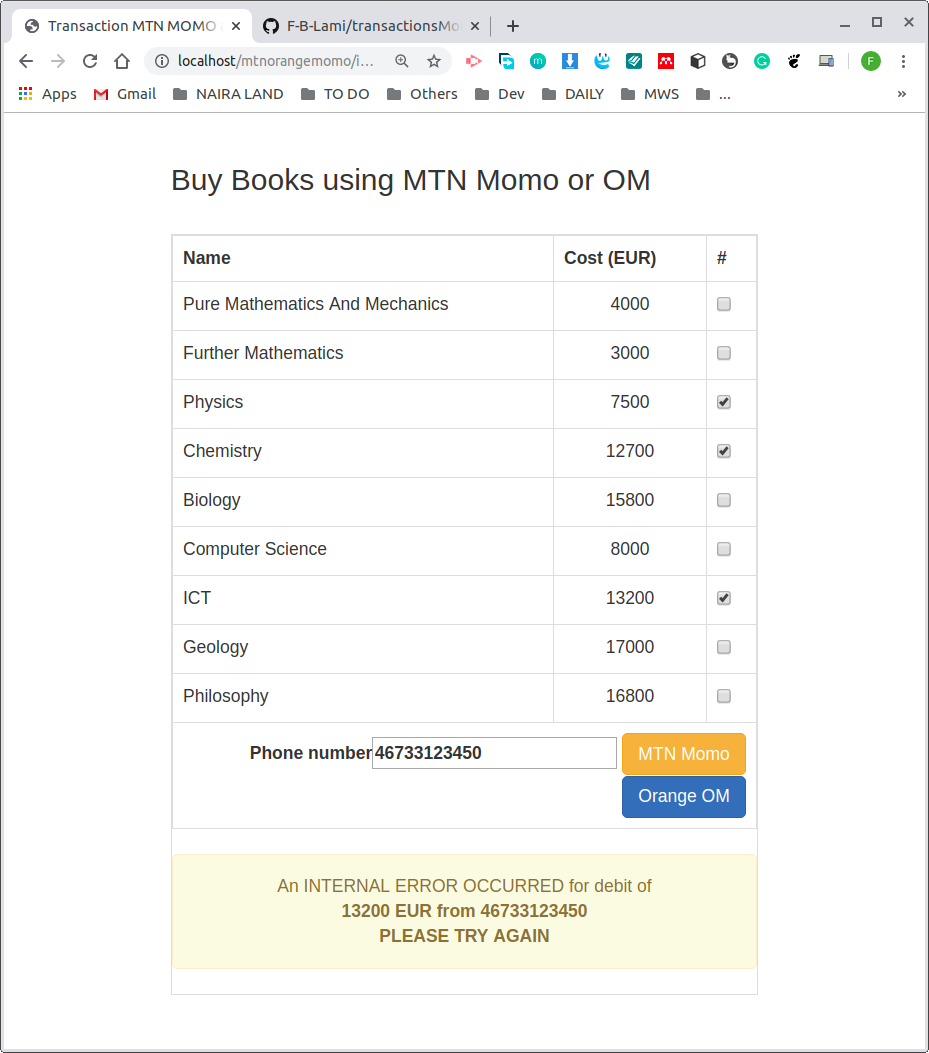 Transaction MTN MOMO
F-B-Lami/transactionsMo
localhost/mtnorangemomo/i...
F
Apps Gmail NAIRA LAND TO DO Others Dev DAILY MWS ... »
Buy Books using MTN Momo or OM
Name Cost (EUR) #
Pure Mathematics And Mechanics 4000
Further Mathematics 3000
Physics 7500
Chemistry 12700
Biology 15800
Computer Science 8000
ICT 13200
Geology 17000
Philosophy 16800
Phone number 46733123450 MTN Momo
Orange OM
An INTERNAL ERROR OCCURRED for debit of
13200 EUR from 46733123450
PLEASE TRY AGAIN